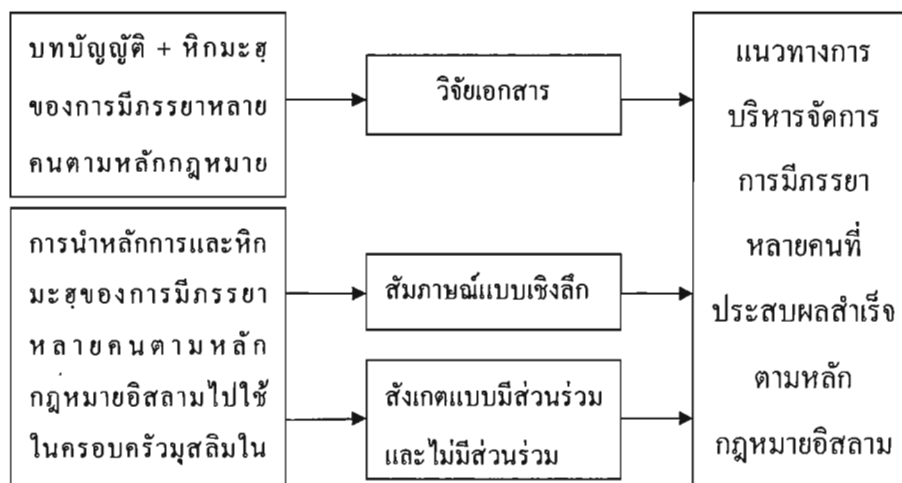 บทบัญญัติ + หิกมะฮฺ
ของการมีภรรยาหลาย
คนตามหลักกฎหมาย
วิจัยเอกสาร
การนำหลักการและหิก
มะฮฺของการมีภรรยา
หลายคนตามหลัก
กฎหมายอิสลามไปใช้
ในครอบครัวมุสลิมใน
สัมภาษณ์แบบเชิงลึก
สังเกตแบบมีส่วนร่วม
และไม่มีส่วนร่วม
แนวทางการ
บริหารจัดการ
การมีภรรยา
หลายคนที่
ประสบผลสำเร็จ
ตามหลัก
กฎหมายอิสลาม